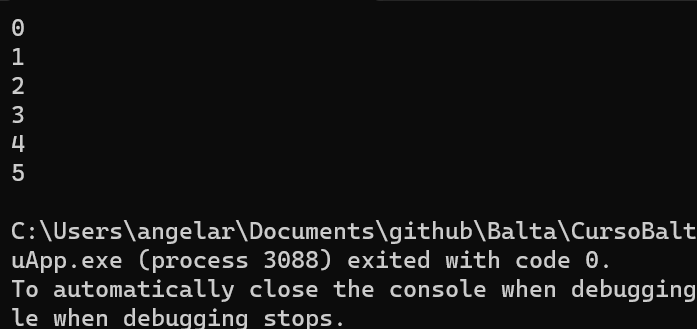 0
1
2
3
4
5
C:\Users\angelar\Documents\github\Balta\CursoBalt
uApp.exe (process 3088) exited with code 0.
To automatically close the console when debugging
le when debugging stops.